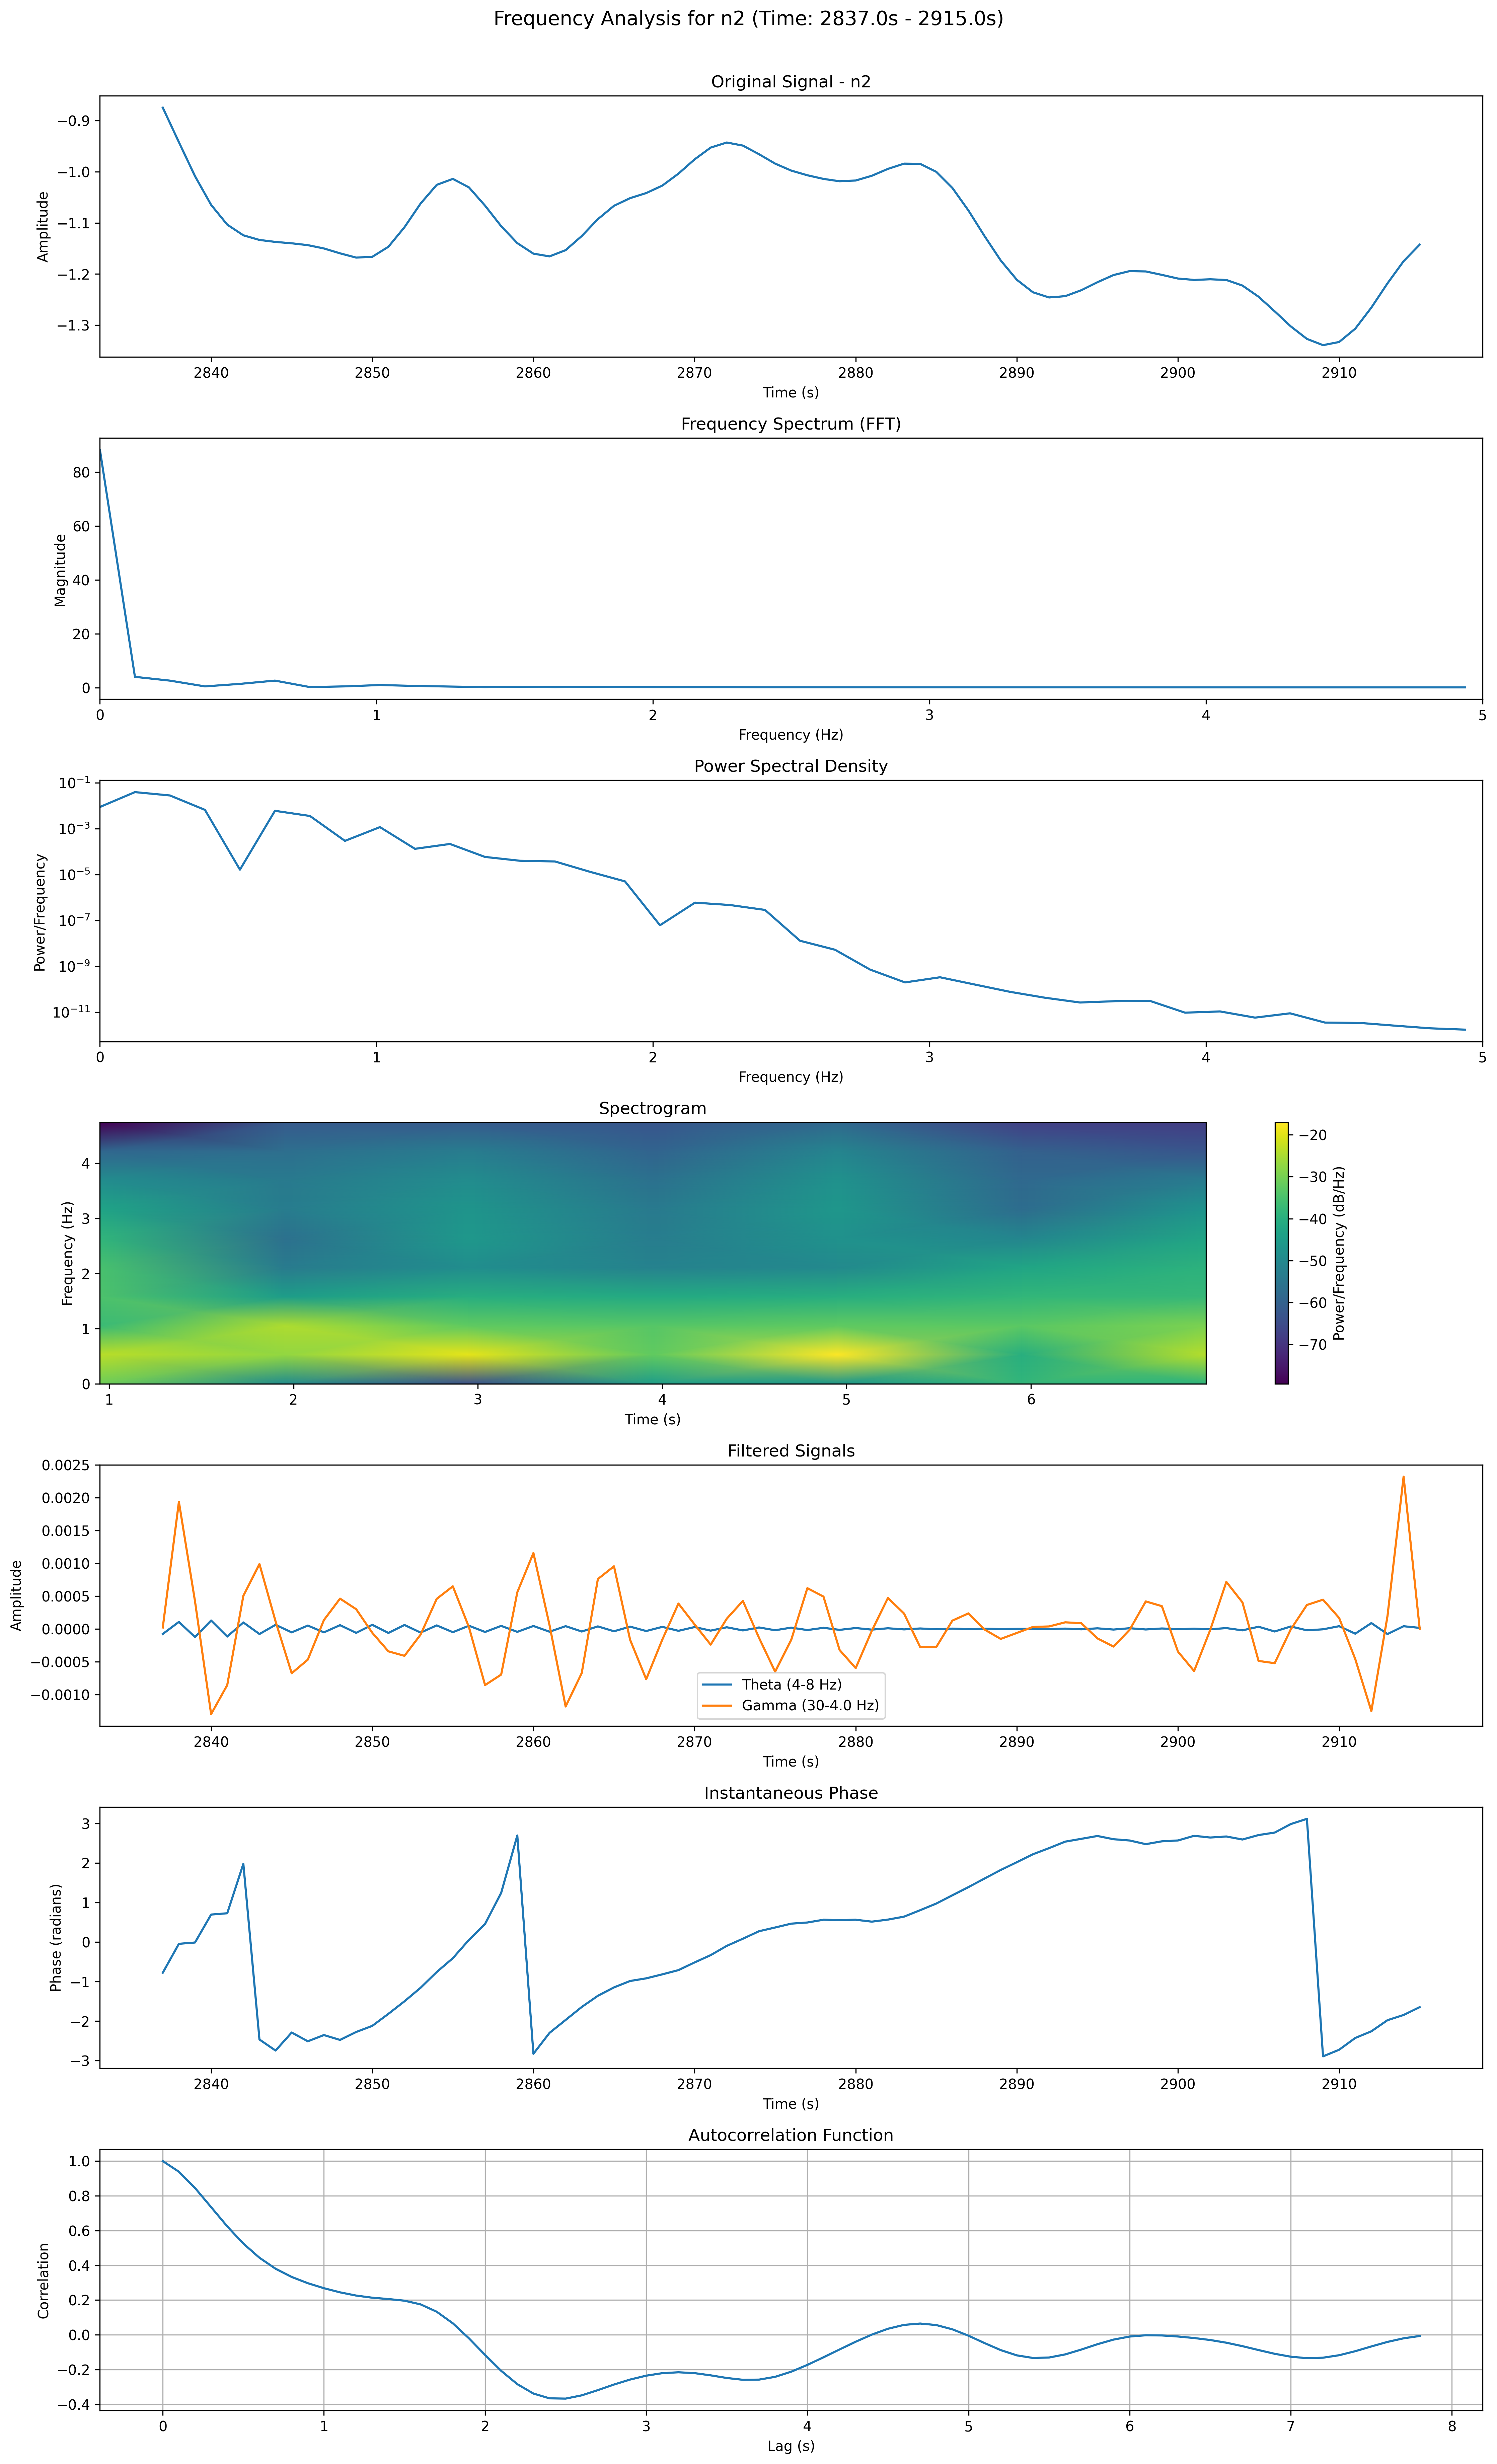 Frequency Analysis for n2 (Time: 2837.0s - 2915.0s)
Original Signal - n2
Amplitude
−0.9
−1.0
−1.1
−1.2
−1.3
2840 2850 2860 2870 2880 2890 2900 2910
Time (s)
Frequency Spectrum (FFT)
Magnitude
80
60
40
20
0
0 1 2 3 4 5
Frequency (Hz)
Power Spectral Density
Power/Frequency
10⁻¹
10⁻³
10⁻⁵
10⁻⁷
10⁻⁹
10⁻¹¹
0 1 2 3 4 5
Frequency (Hz)
Spectrogram
Frequency (Hz)
4
3
2
1
0
1 2 3 4 5 6
Time (s)
−20
−30
−40
−50
−60
−70
Power/Frequency (dB/Hz)
Filtered Signals
Amplitude
0.0025
0.0020
0.0015
0.0010
0.0005
0.0000
−0.0005
−0.0010
Theta (4-8 Hz)
Gamma (30-4.0 Hz)
2840 2850 2860 2870 2880 2890 2900 2910
Time (s)
Instantaneous Phase
Phase (radians)
3
2
1
0
−1
−2
−3
2840 2850 2860 2870 2880 2890 2900 2910
Time (s)
Autocorrelation Function
Correlation
1.0
0.8
0.6
0.4
0.2
0.0
−0.2
−0.4
0 1 2 3 4 5 6 7 8
Lag (s)